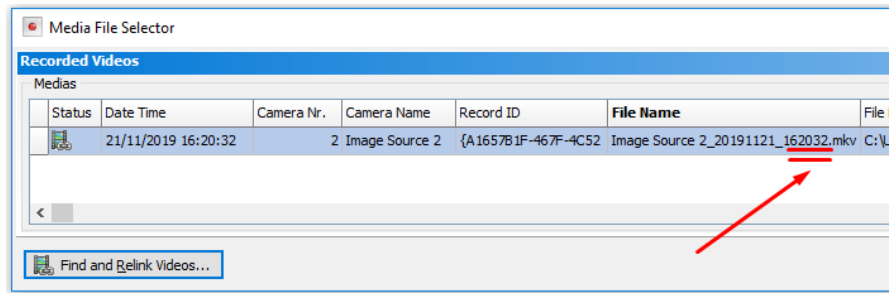 Media File Selector
Recorded Videos
Medias
Status Date Time Camera Nr. Camera Name Record ID File Name File
21/11/2019 16:20:32 2 Image Source 2 {A1657B1F-467F-4C52 Image Source 2_20191121_162032.mkv C:\
Find and Relink Videos...